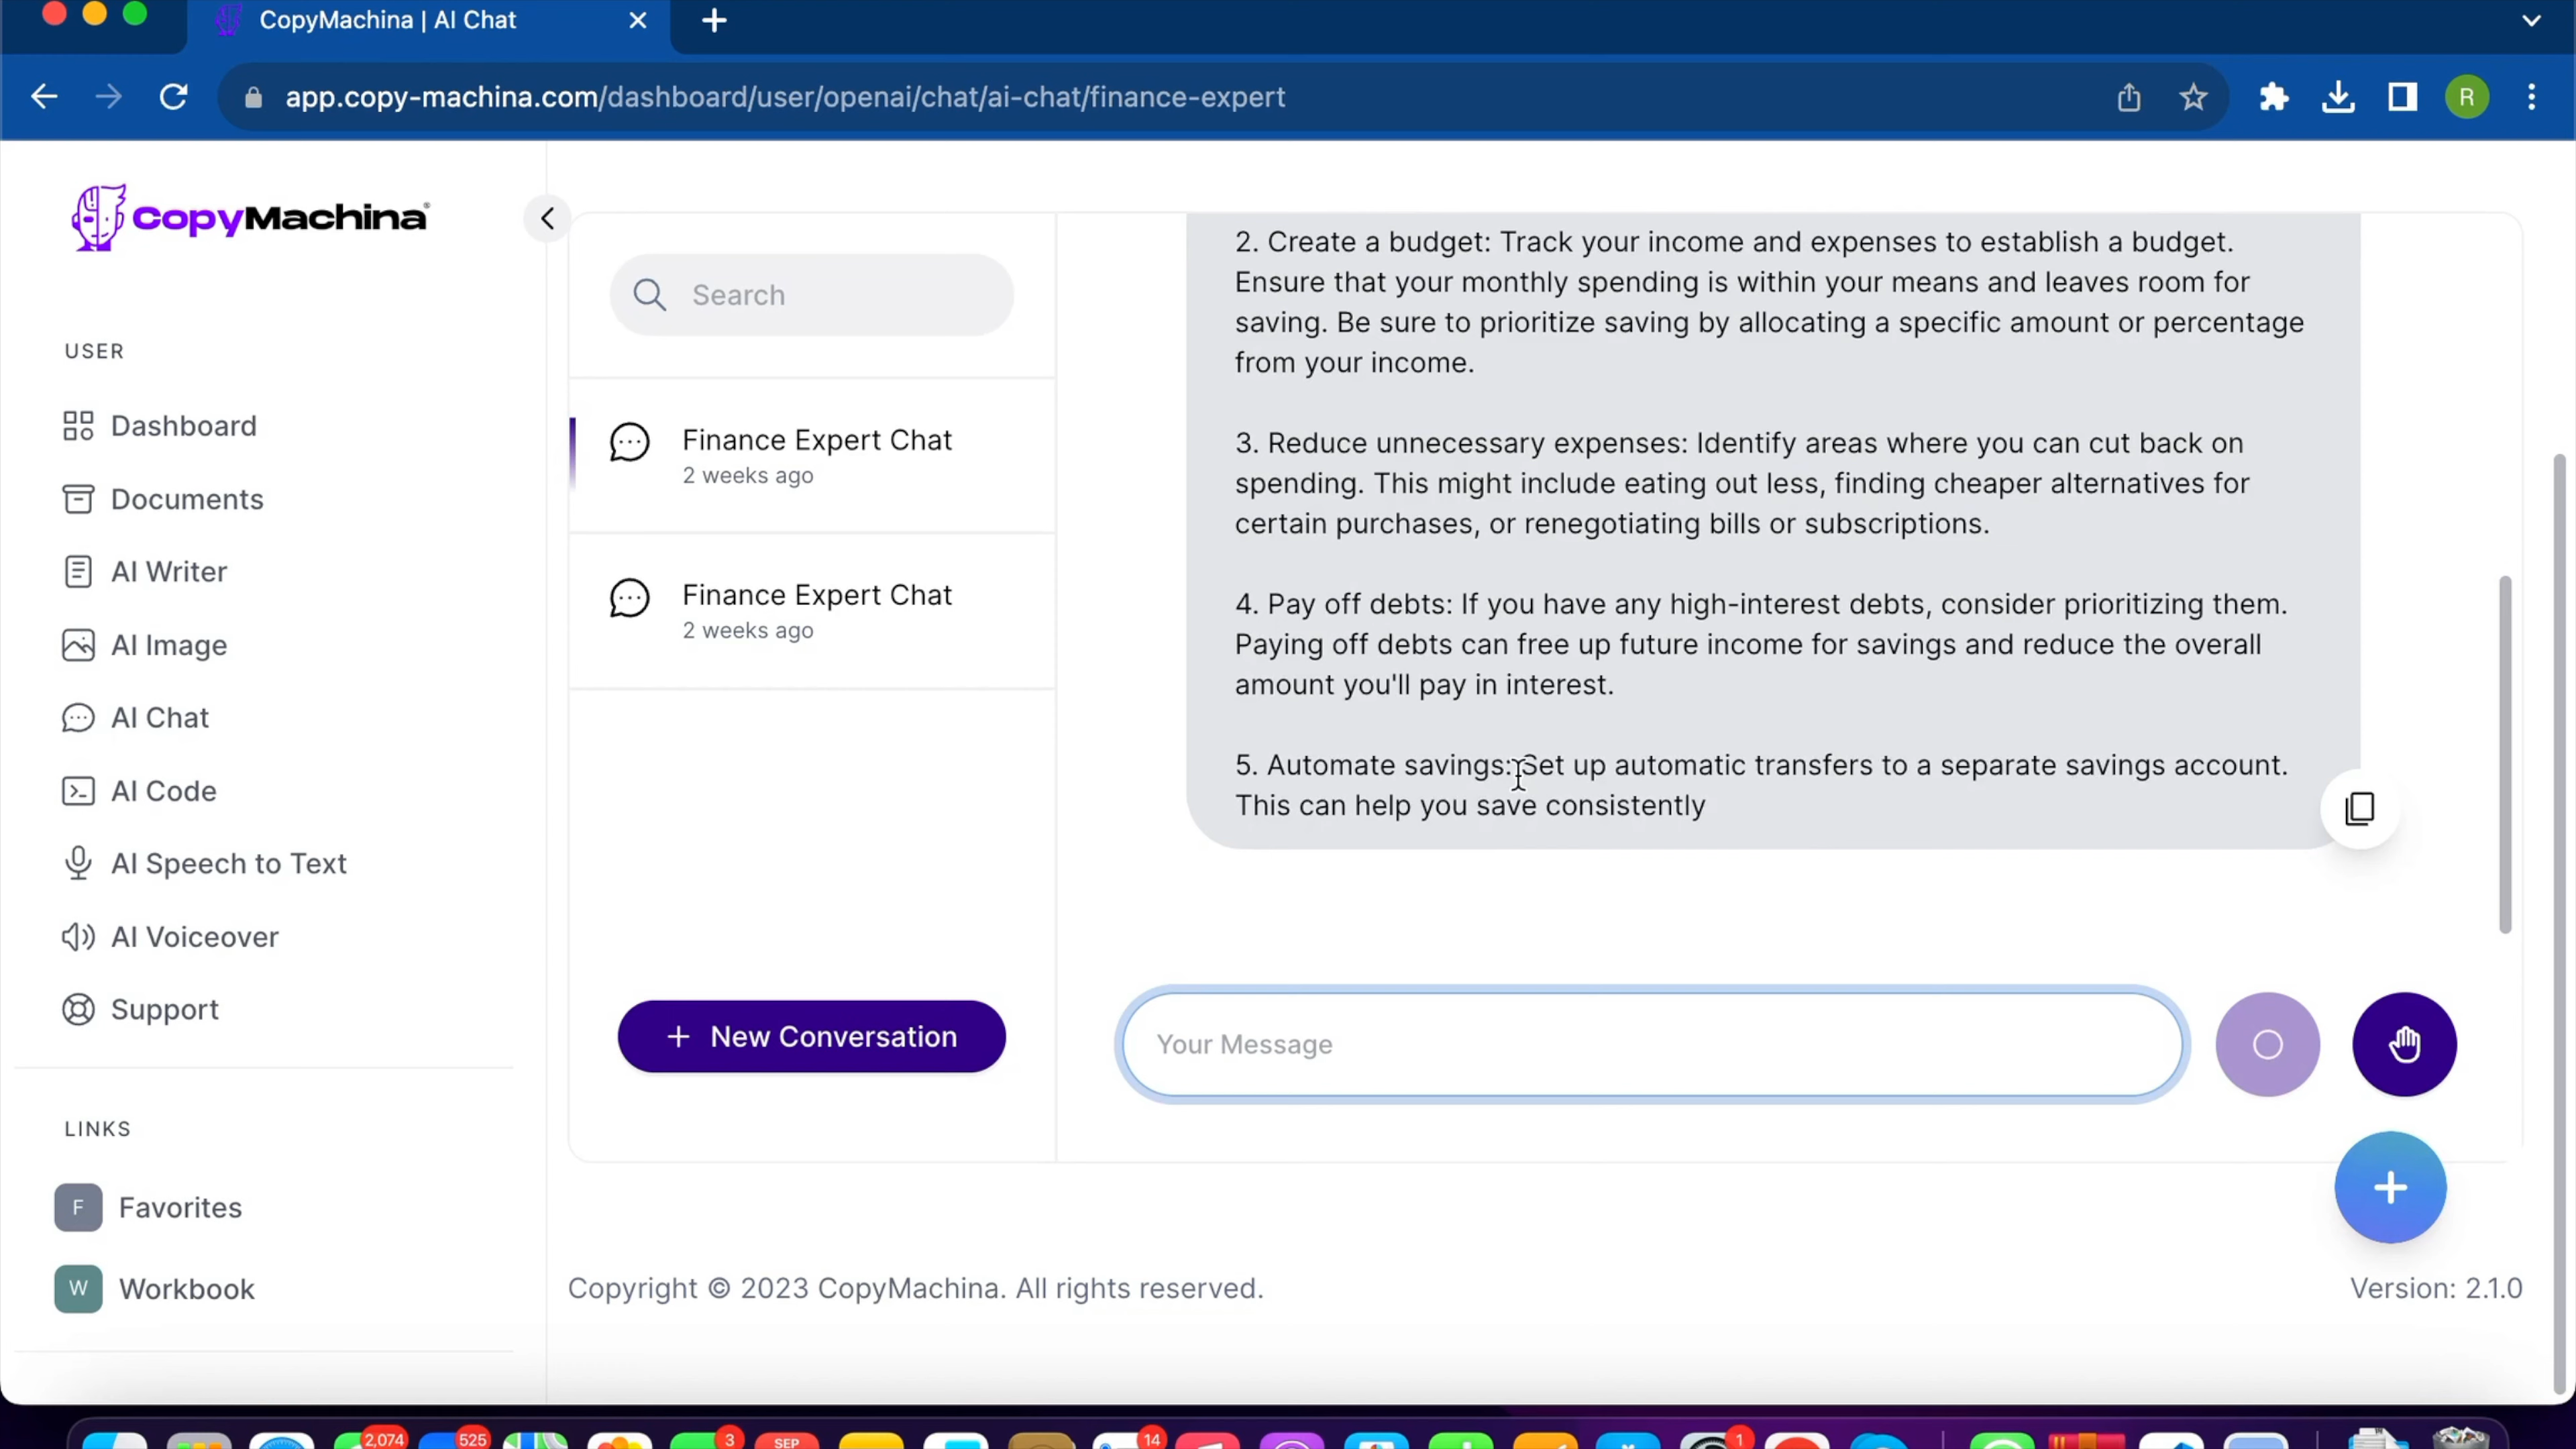 CopyMachina | AI Chat
app.copy-machina.com/dashboard/user/openai/chat/ai-chat/finance-expert
R
CopyMachina
USER
Dashboard
Documents
AI Writer
AI Image
AI Chat
AI Code
AI Speech to Text
AI Voiceover
Support
LINKS
F Favorites
W Workbook
Search
Finance Expert Chat
2 weeks ago
Finance Expert Chat
2 weeks ago
+ New Conversation
2. Create a budget: Track your income and expenses to establish a budget.
Ensure that your monthly spending is within your means and leaves room for
saving. Be sure to prioritize saving by allocating a specific amount or percentage
from your income.
3. Reduce unnecessary expenses: Identify areas where you can cut back on
spending. This might include eating out less, finding cheaper alternatives for
certain purchases, or renegotiating bills or subscriptions.
4. Pay off debts: If you have any high-interest debts, consider prioritizing them.
Paying off debts can free up future income for savings and reduce the overall
amount you'll pay in interest.
5. Automate savings: Set up automatic transfers to a separate savings account.
This can help you save consistently
Your Message
Copyright © 2023 CopyMachina. All rights reserved.
Version: 2.1.0
2,074
525
3
SEP
14
1